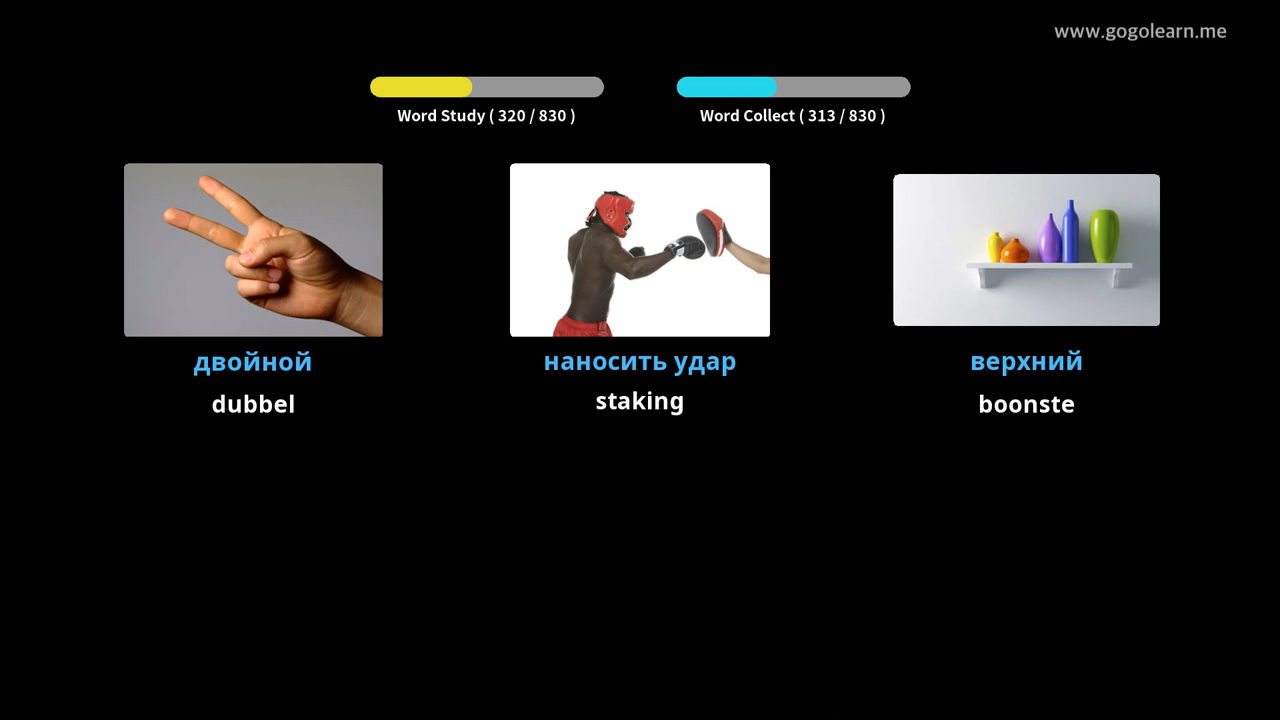 www.gogolearn.me
Word Study ( 320 / 830 )
Word Collect ( 313 / 830 )
двойной
наносить удар
верхний
dubbel
staking
boonste